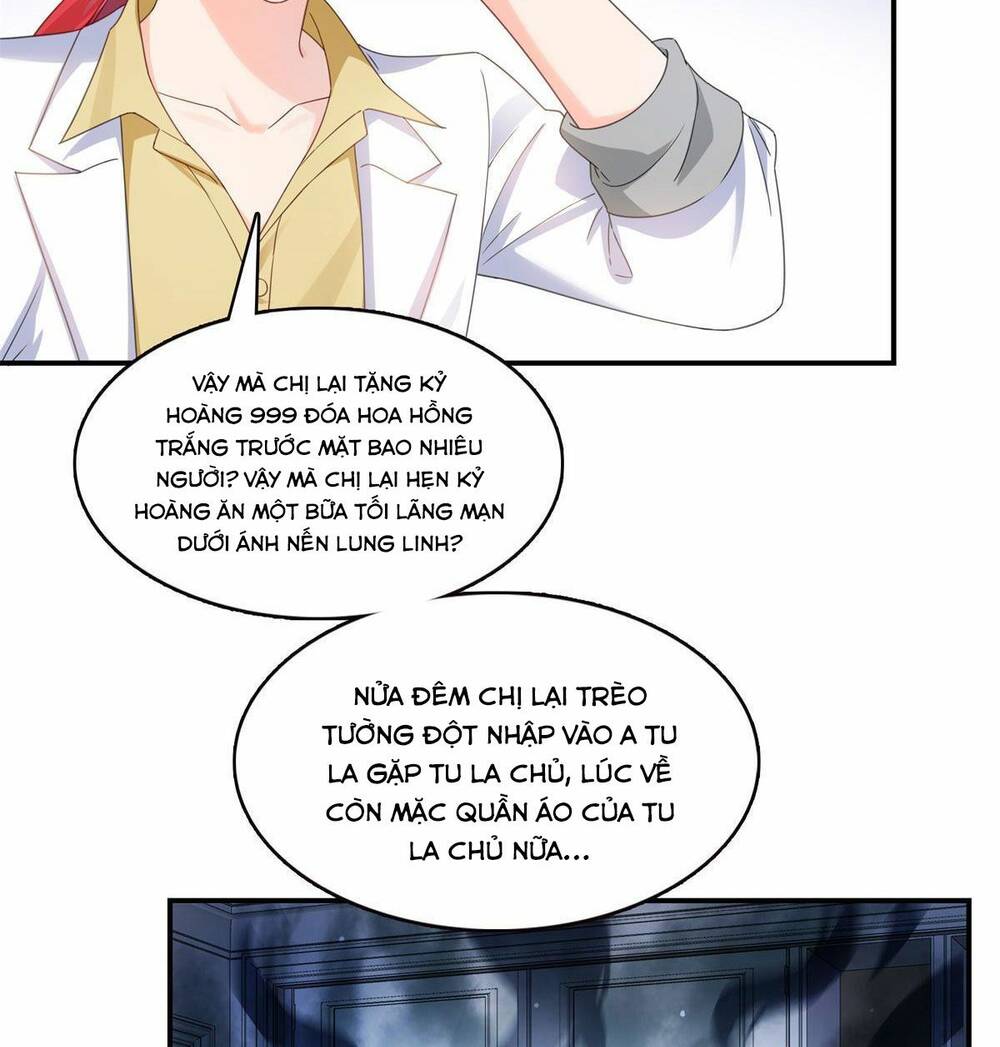 VẬY MÀ CHỊ LẠI TẶNG KỶ
HOÀNG 999 ĐÓA HOA HỒNG
TRẮNG TRƯỚC MẶT BAO NHIÊU
NGƯỜI? VẬY MÀ CHỊ LẠI HẸN KỶ
HOÀNG ĂN MỘT BỮA TỐI LÃNG MẠN
DƯỚI ÁNH NẾN LUNG LINH?
NỬA ĐÊM CHỊ LẠI TRÈO
TƯỜNG ĐỘT NHẬP VÀO A TU
LA GẶP TU LA CHỦ, LÚC VỀ
CÒN MẶC QUẦN ÁO CỦA TU
LA CHỦ NỮA...